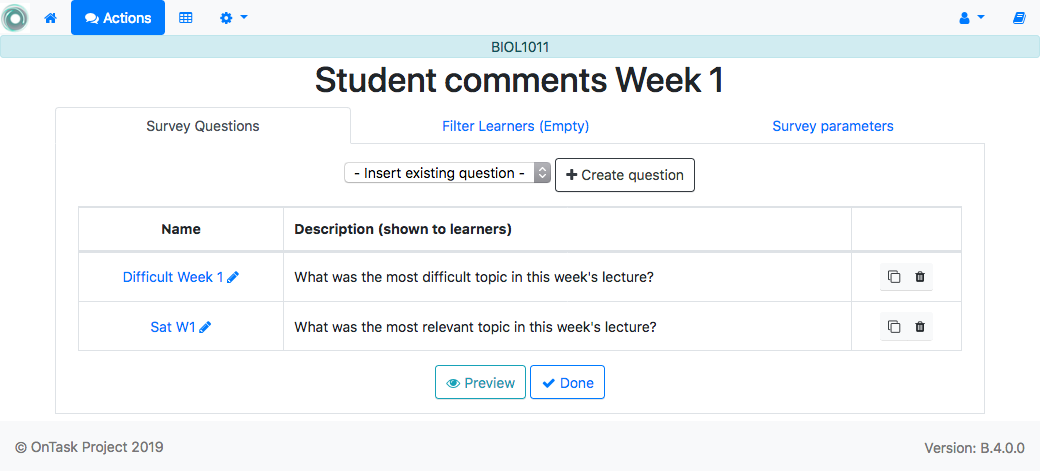 Actions
BIOL1011
Student comments Week 1
Survey Questions
Filter Learners (Empty)
Survey parameters
- Insert existing question -
Create question
Name
Description (shown to learners)
Difficult Week 1
What was the most difficult topic in this week's lecture?
Sat W1
What was the most relevant topic in this week's lecture?
Preview
Done
© OnTask Project 2019
Version: B.4.0.0